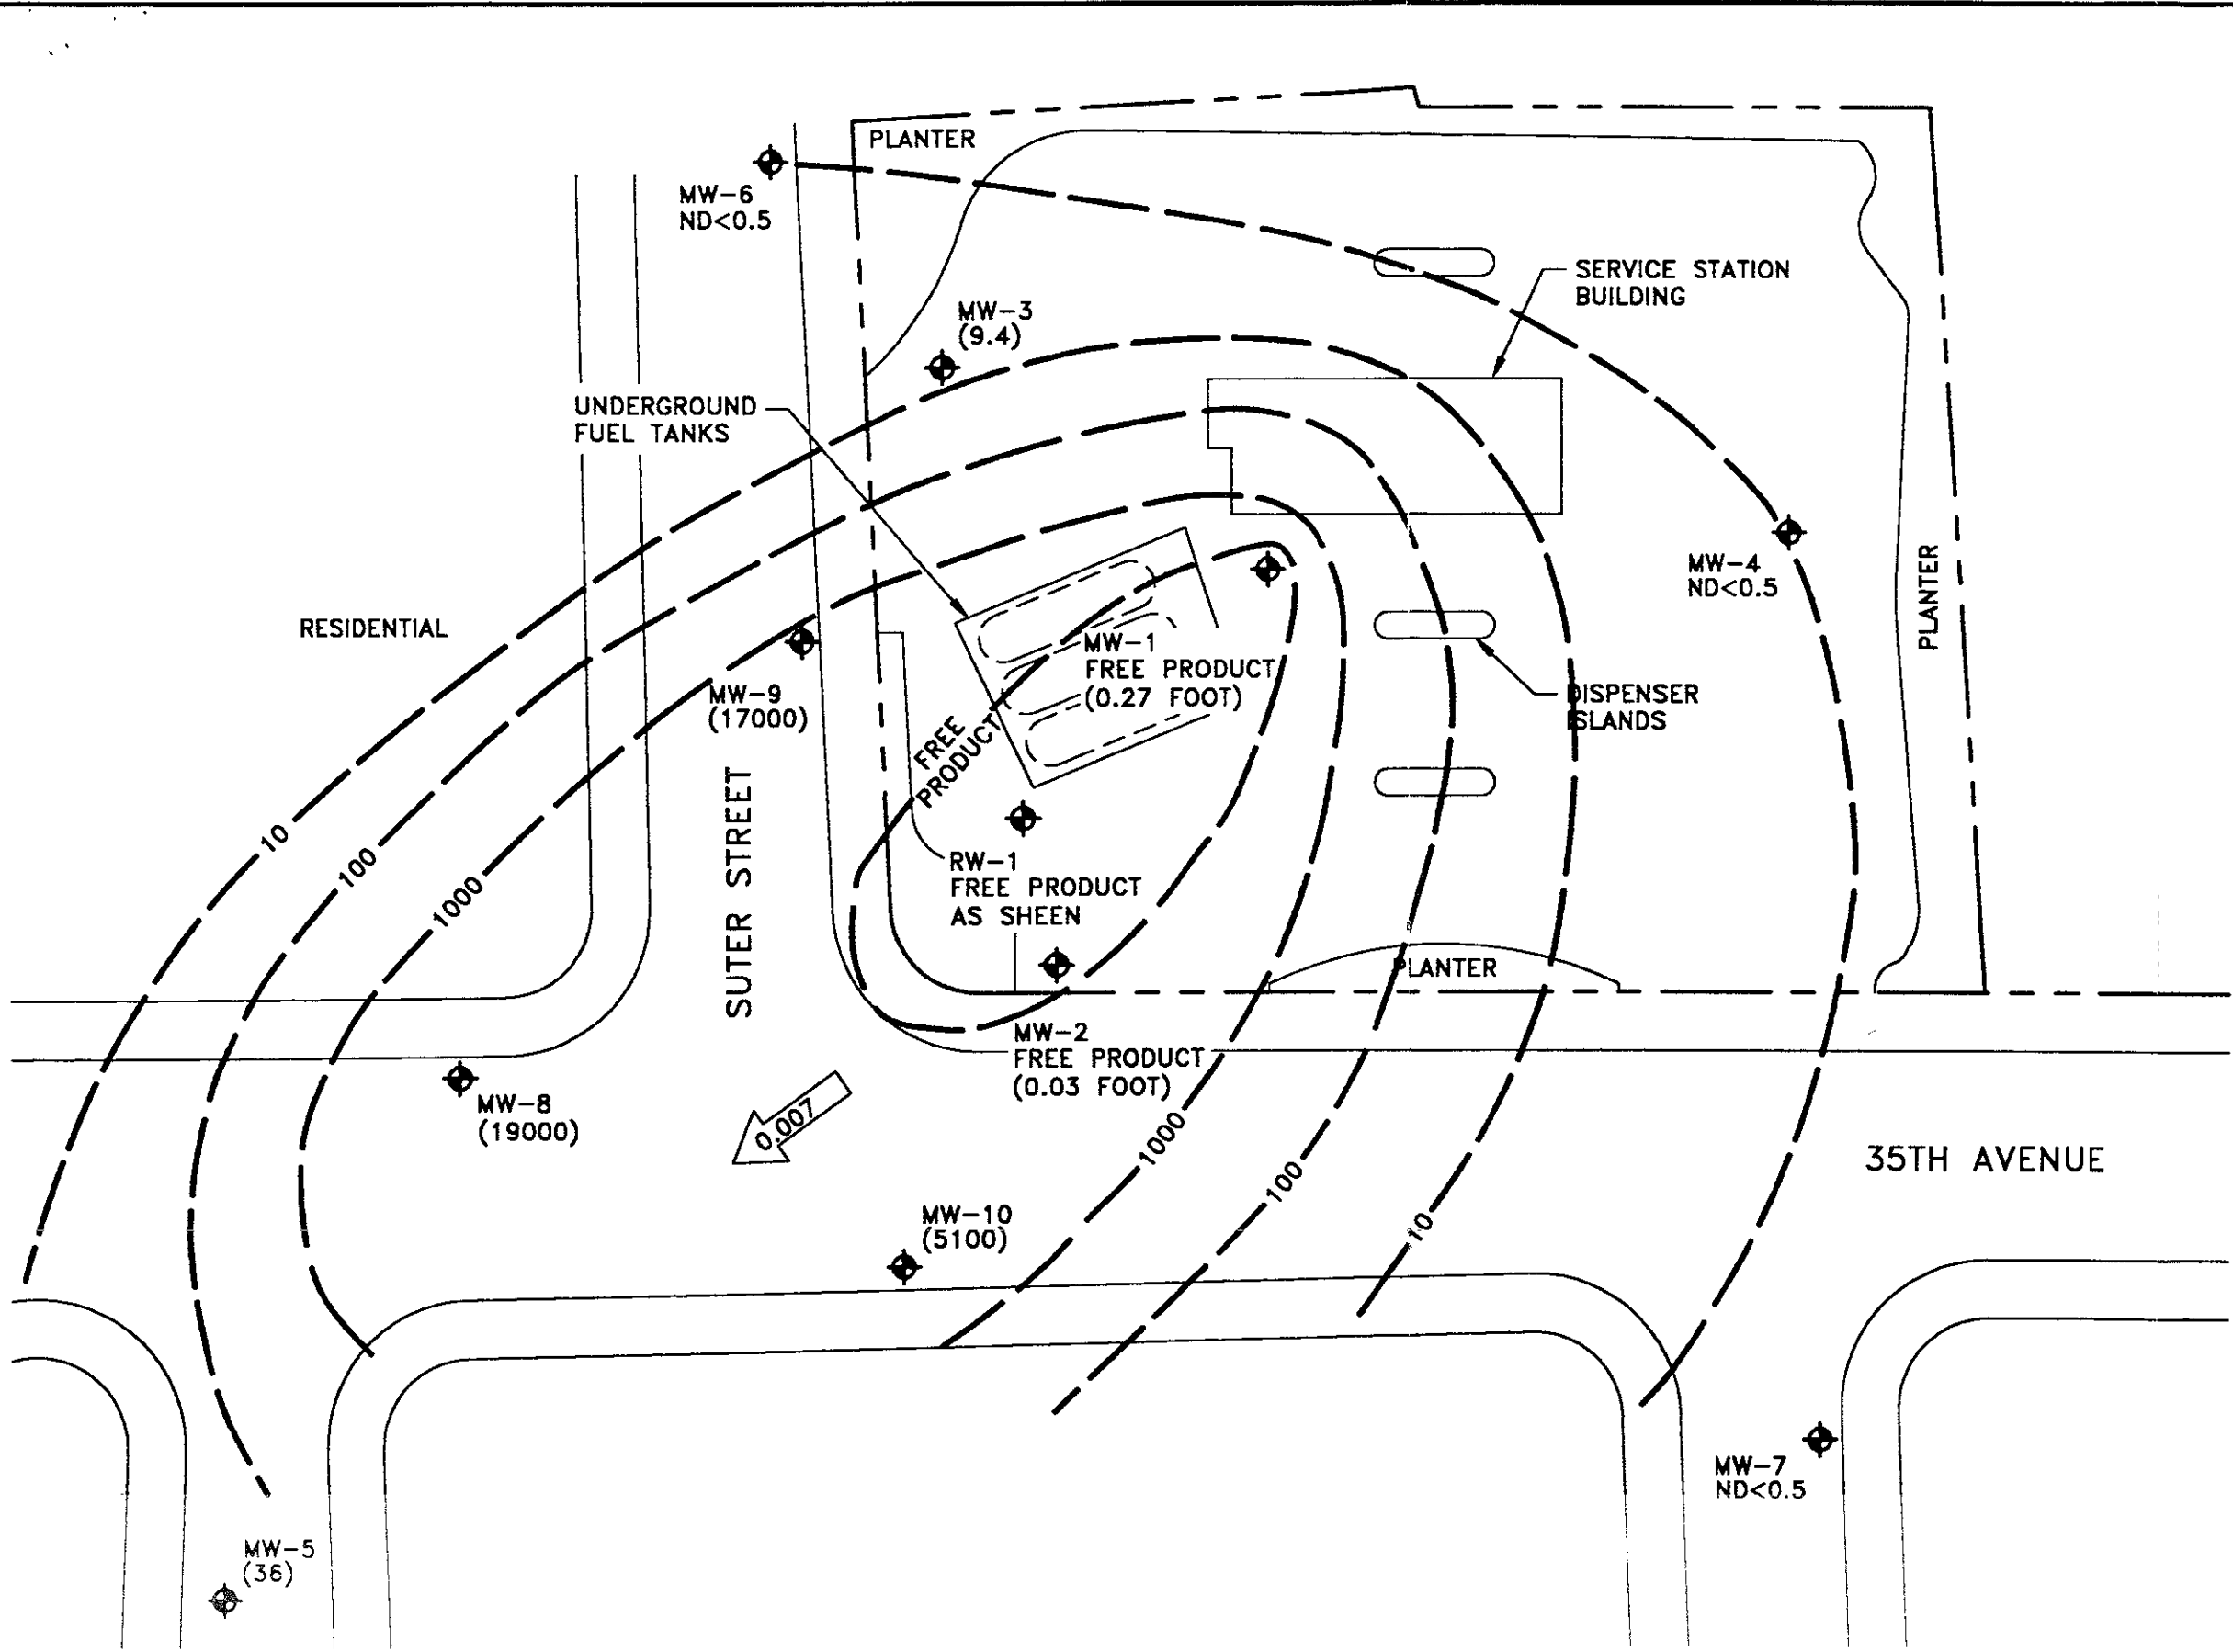 PLANTER
MW-6
ND<0.5
SERVICE STATION
BUILDING
MW-3
(9.4)
UNDERGROUND
FUEL TANKS
MW-4
ND<0.5
PLANTER
RESIDENTIAL
MW-1
FREE PRODUCT
(0.27 FOOT)
MW-9
(17000)
DISPENSER
ISLANDS
FREE
PRODUCT
SUTER STREET
10
100
1000
RW-1
FREE PRODUCT
AS SHEEN
PLANTER
MW-2
FREE PRODUCT
(0.03 FOOT)
MW-8
(19000)
0.007
1000
100
10
35TH AVENUE
MW-10
(5100)
MW-7
ND<0.5
MW-5
(36)